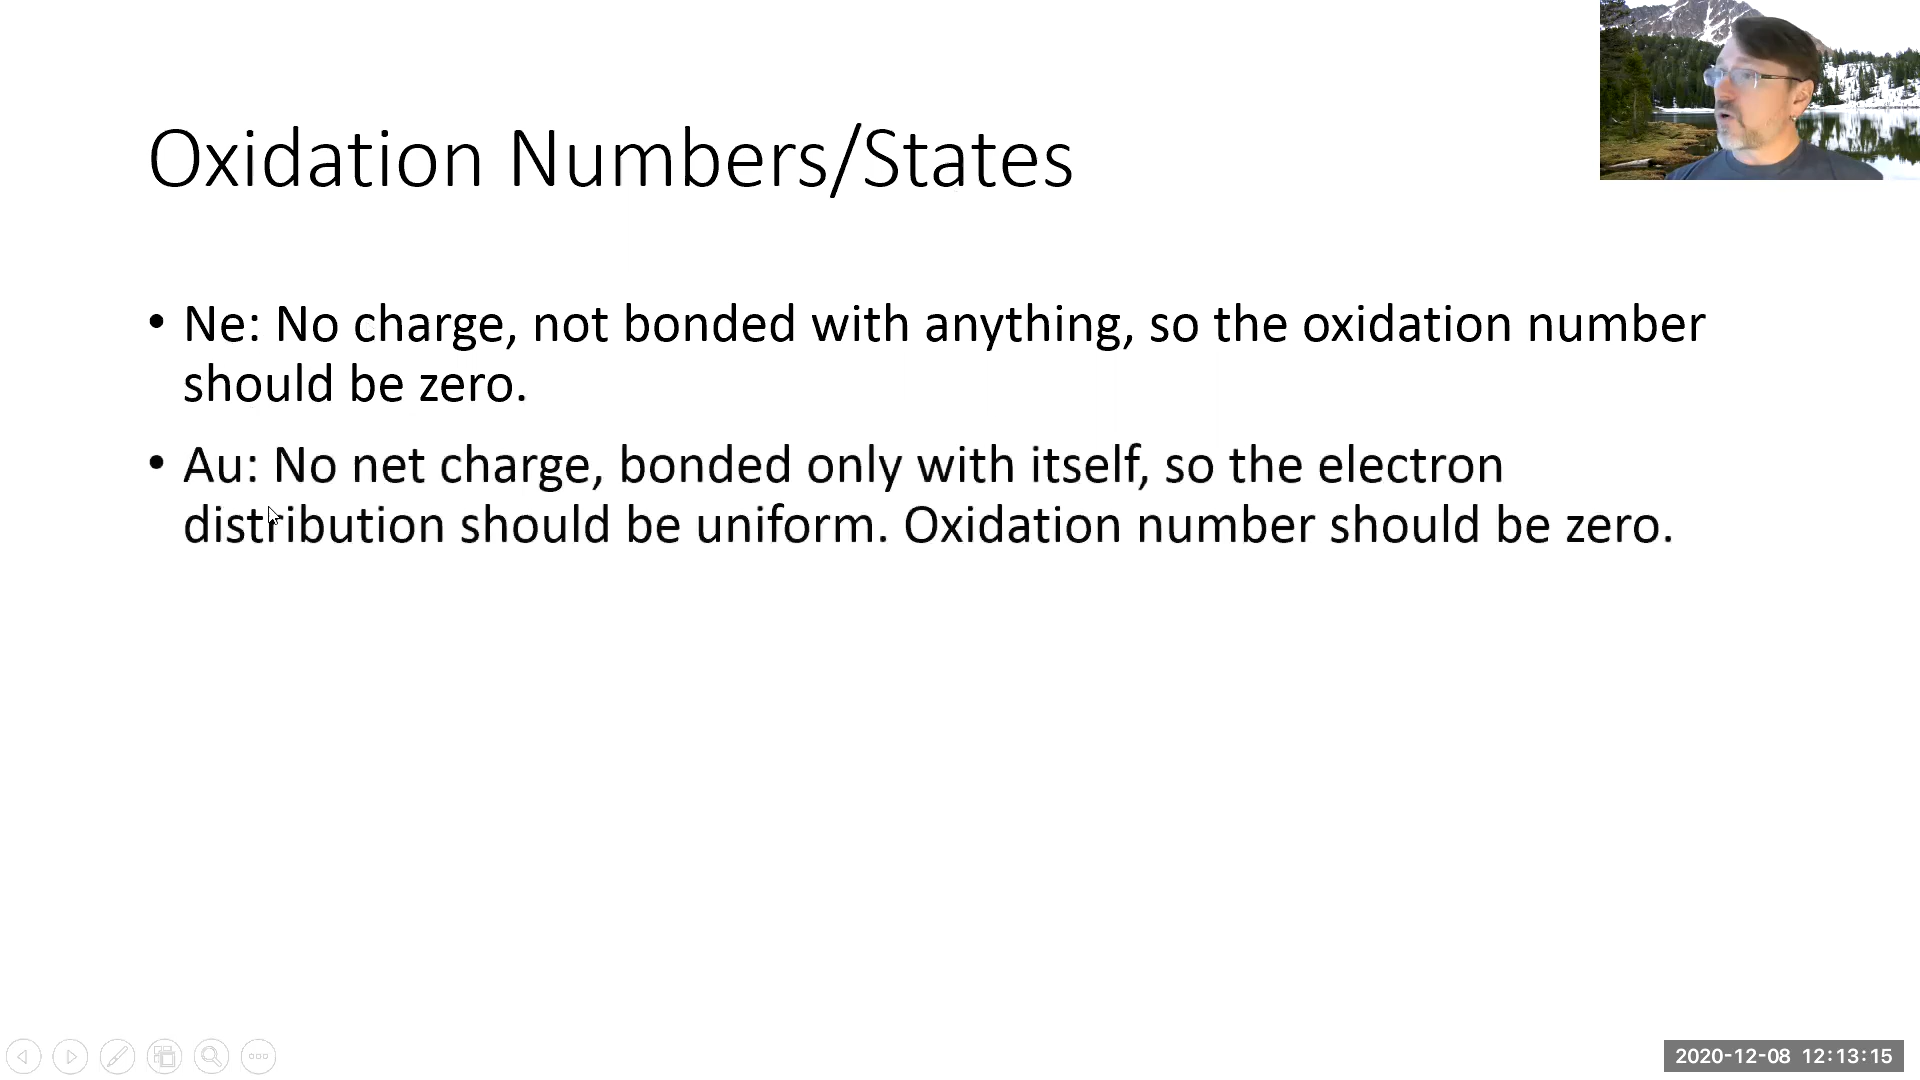 Oxidation Numbers/States
• Ne: No charge, not bonded with anything, so the oxidation number
should be zero.
• Au: No net charge, bonded only with itself, so the electron
distribution should be uniform. Oxidation number should be zero.
2020-12-08 12:13:15